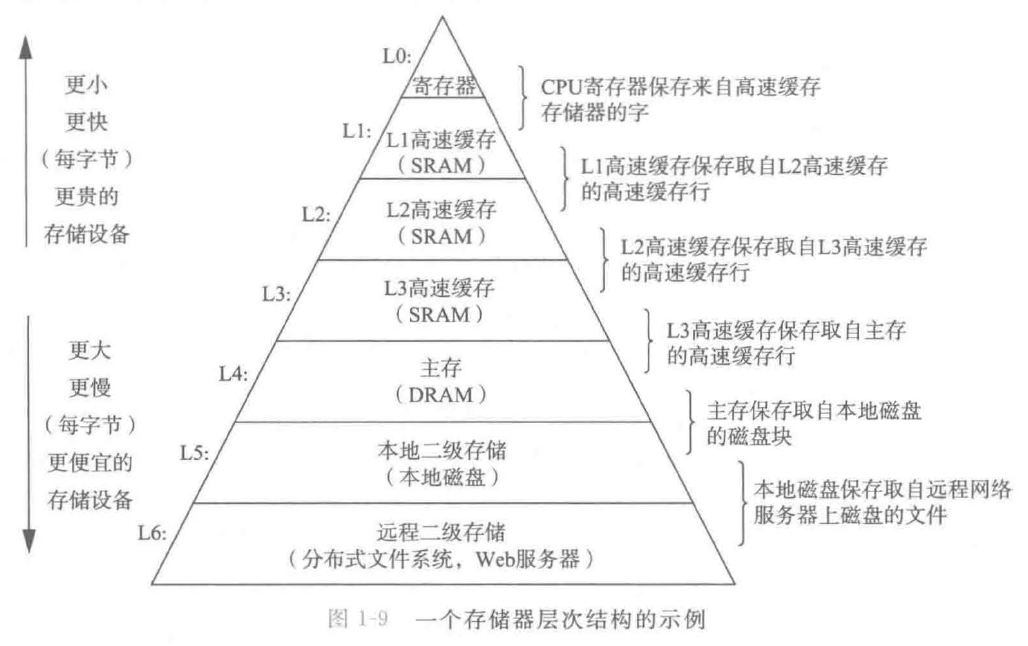 更小
更快
（每字节）
更贵的
存储设备
更大
更慢
（每字节）
更便宜的
存储设备
L0:
寄存器
L1:
L1高速缓存
（SRAM）
L2:
L2高速缓存
（SRAM）
L3:
L3高速缓存
（SRAM）
L4:
主存
（DRAM）
L5:
本地二级存储
（本地磁盘）
L6:
远程二级存储
（分布式文件系统，Web服务器）
CPU寄存器保存来自高速缓存
存储器的字
L1高速缓存保存取自L2高速缓存
的高速缓存行
L2高速缓存保存取自L3高速缓存
的高速缓存行
L3高速缓存保存取自主存
的高速缓存行
主存保存取自本地磁盘
的磁盘块
本地磁盘保存取自远程网络
服务器上磁盘的文件
图 1-9 一个存储器层次结构的示例